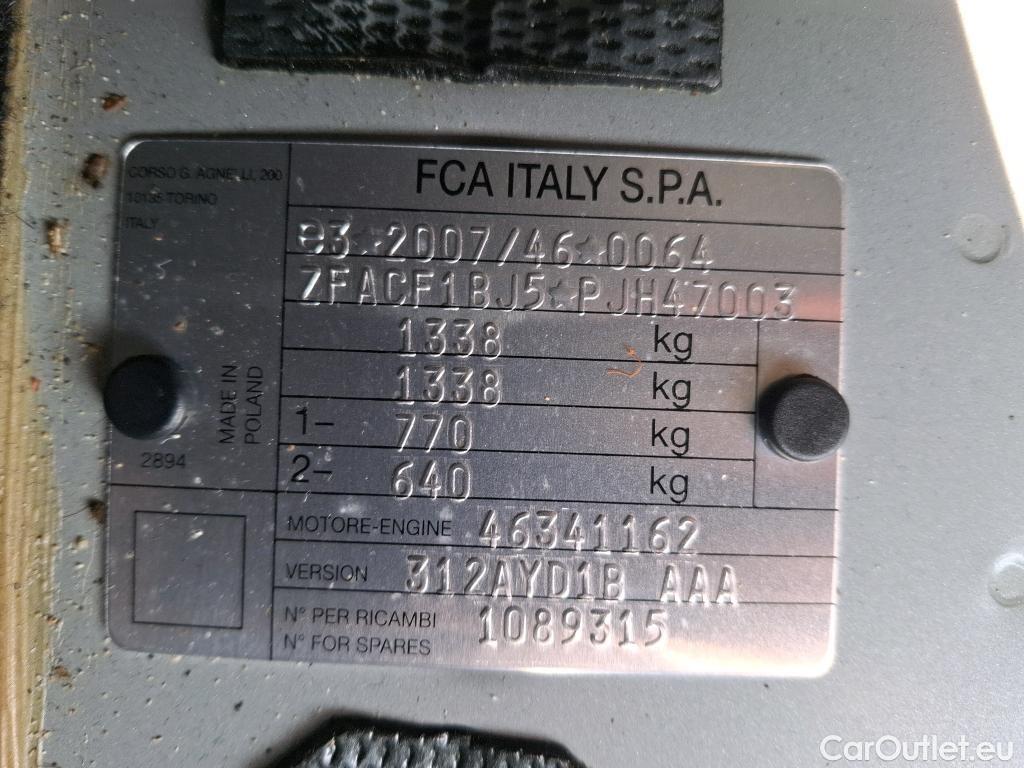 CORSO G. AGNELLI, 200
10135 TORINO
ITALY
FCA ITALY S.P.A.
e3*2007/46*0064
ZFACF1BJ5*PJH47003
1338 kg
1338 kg
1- 770 kg
2- 640 kg
MADE IN
POLAND
2894
MOTORE-ENGINE 46341162
VERSION 312AYD1B AAA
N° PER RICAMBI
N° FOR SPARES
1089315
CarOutlet.eu